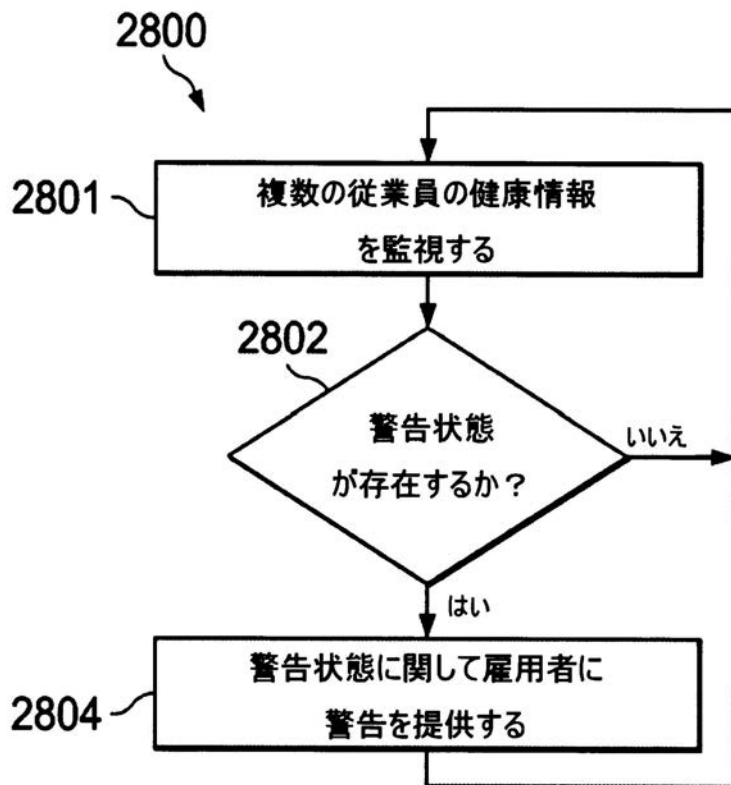 2800
2801
複数の従業員の健康情報
を監視する
2802
警告状態
が存在するか?
いいえ
はい
2804
警告状態に関して雇用者に
警告を提供する